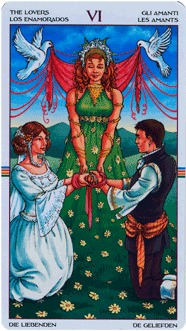 THE LOVERS
LOS ENAMORADOS
VI
GLI AMANTI
LES AMANTS
DIE LIEBENDEN
DE GELIEFDEN